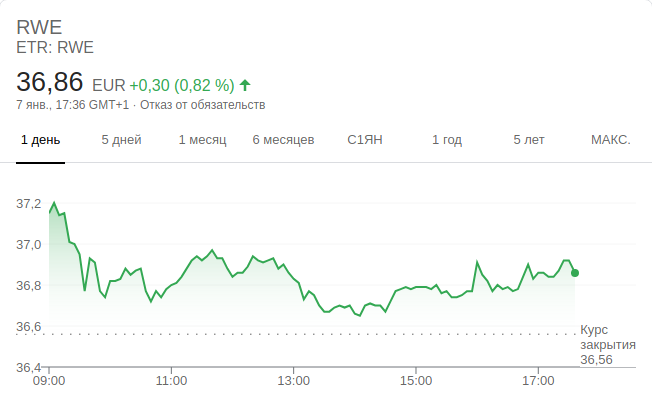 RWE
ETR: RWE
36,86 EUR +0,30 (0,82 %)
7 янв., 17:36 GMT+1 · Отказ от обязательств
1 день 5 дней 1 месяц 6 месяцев С1ЯН 1 год 5 лет МАКС.
37,2
37,0
36,8
36,6
Курс
закрытия
36,56
36,4
09:00 11:00 13:00 15:00 17:00